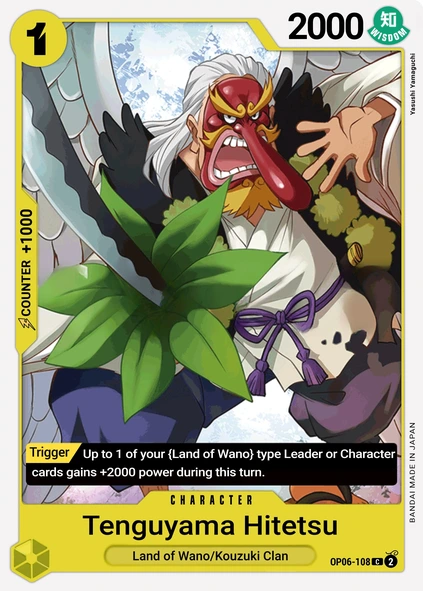 1
2000
知
WISDOM
Yasushi Yamaguchi
COUNTER +1000
Trigger Up to 1 of your {Land of Wano} type Leader or Character
cards gains +2000 power during this turn.
BANDAI MADE IN JAPAN
CHARACTER
Tenguyama Hitetsu
Land of Wano/Kouzuki Clan
OP06-108 C 2